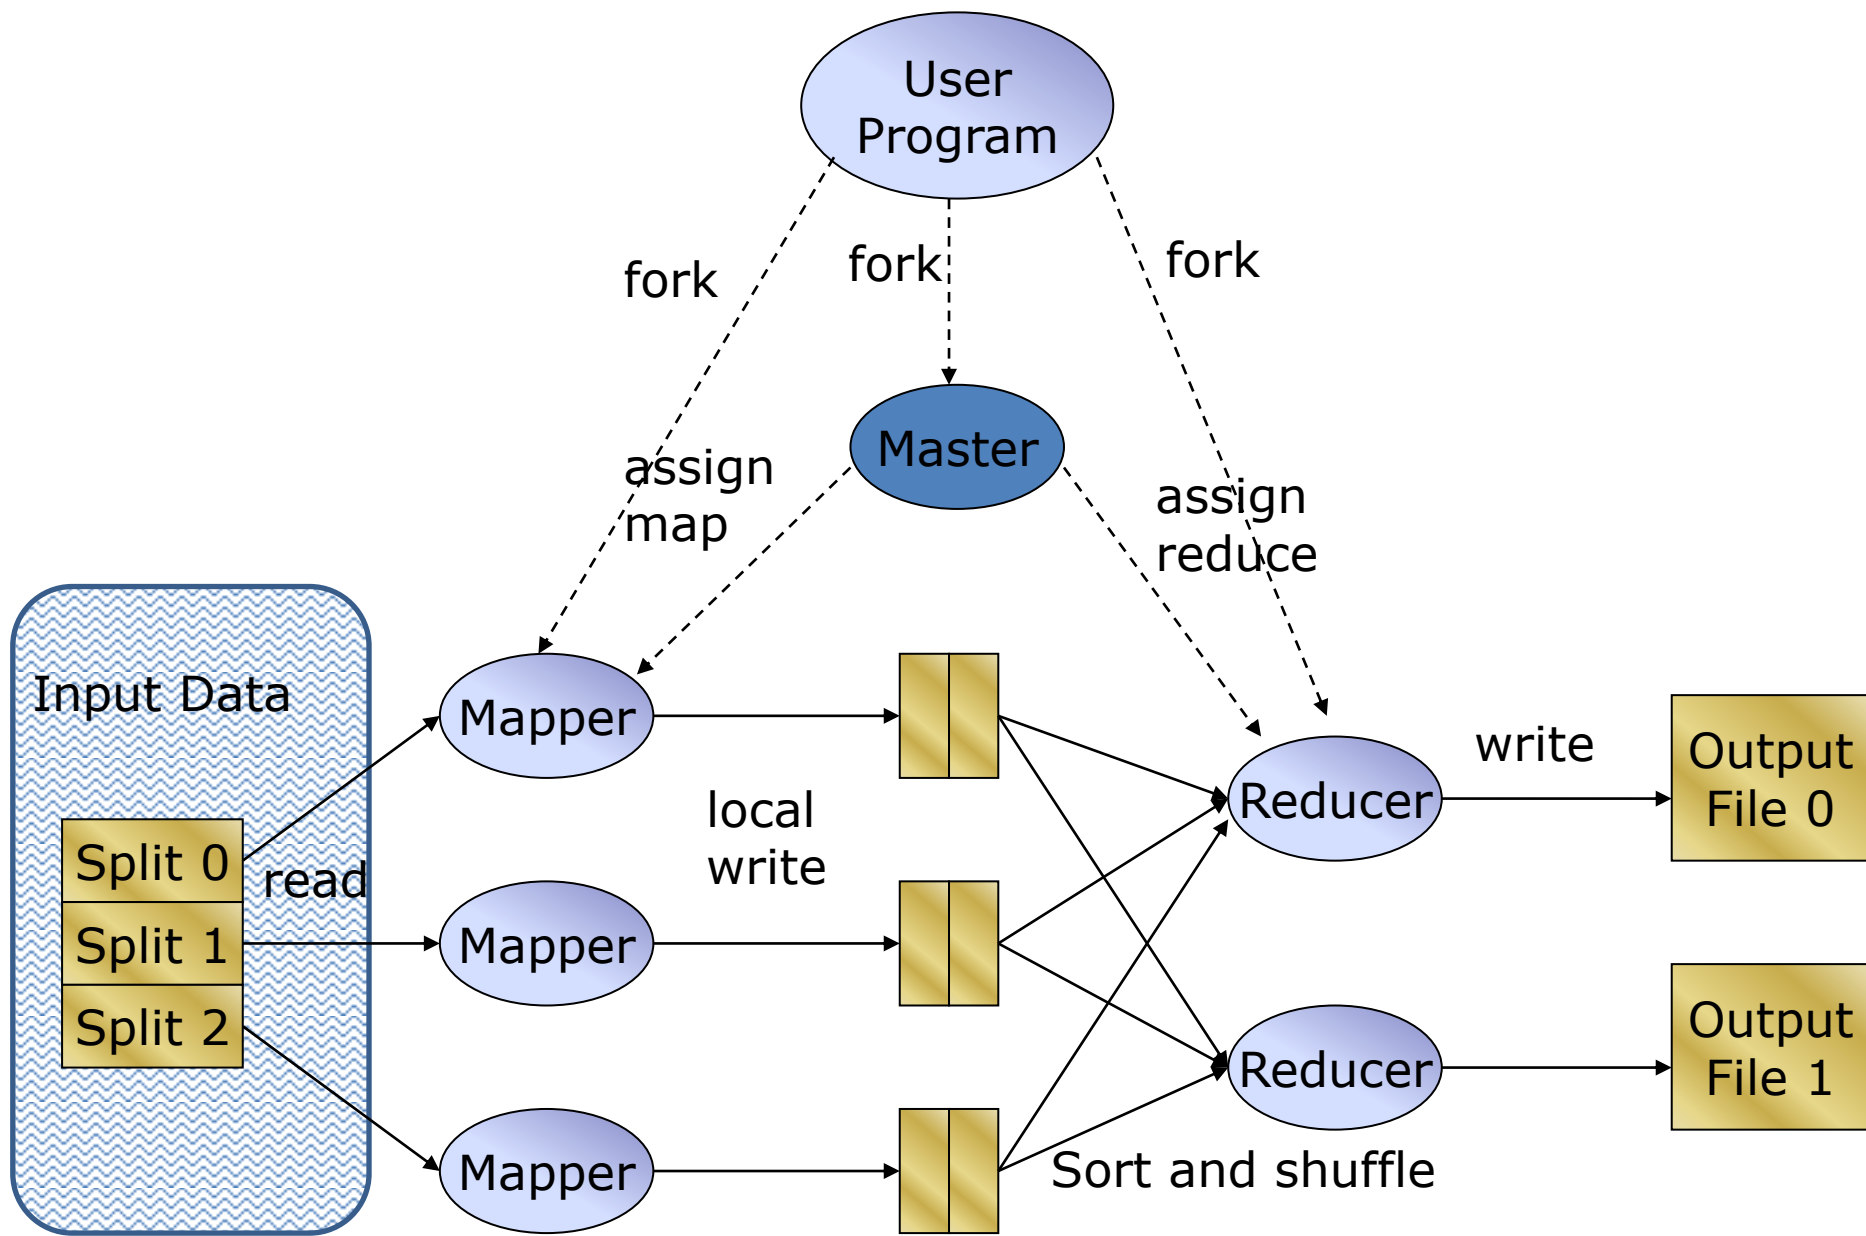 User
Program
fork
fork
fork
Master
assign
map
assign
reduce
Input Data
Mapper
write
Output
File 0
Reducer
local
write
Split 0
read
Split 1
Mapper
Split 2
Output
File 1
Reducer
Mapper
Sort and shuffle